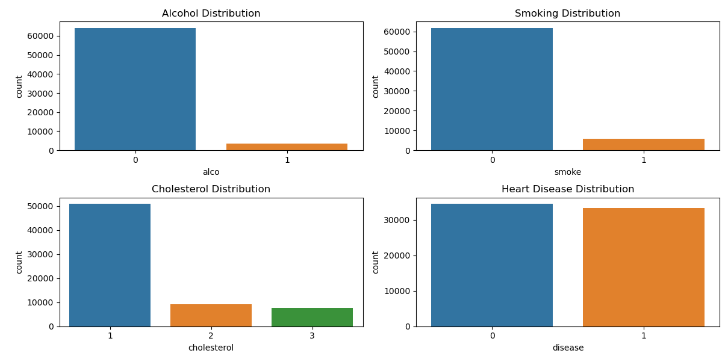 Alcohol Distribution
60000
50000
40000
30000
20000
10000
0
count
0 1
alco
Smoking Distribution
60000
50000
40000
30000
20000
10000
0
count
0 1
smoke
Cholesterol Distribution
50000
40000
30000
20000
10000
0
count
1 2 3
cholesterol
Heart Disease Distribution
30000
20000
10000
0
count
0 1
disease